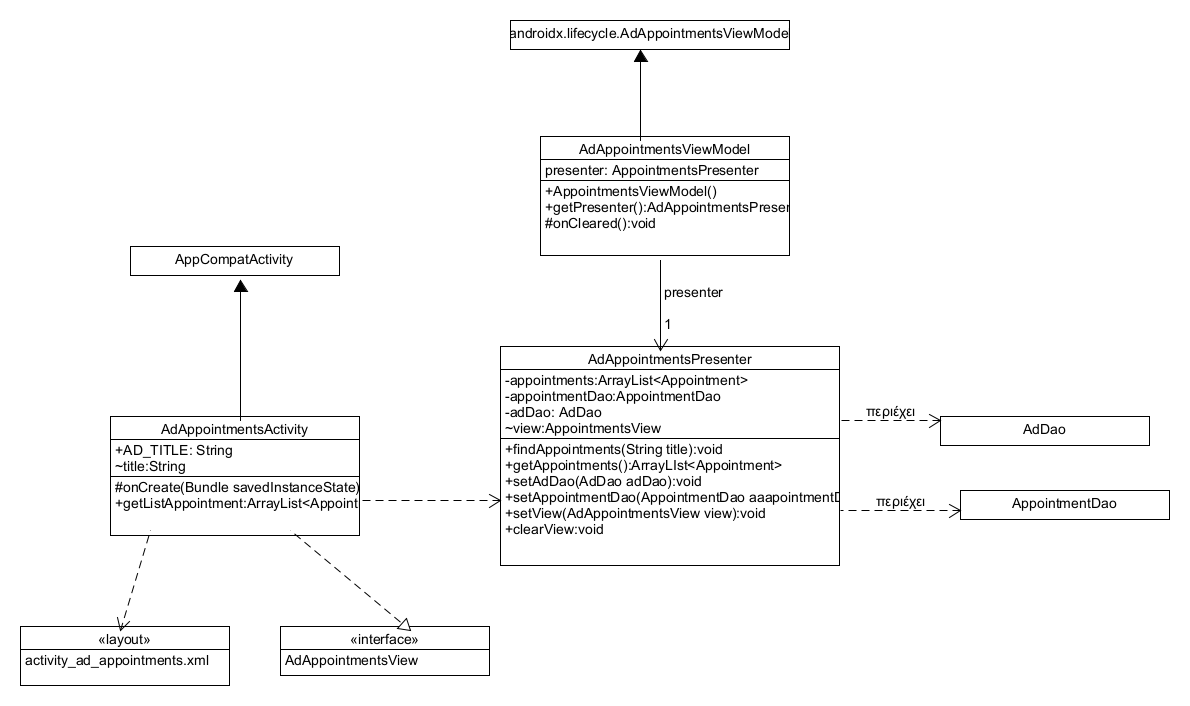 androidx.lifecycle.AdAppointmentsViewMode
AdAppointmentsViewModel
presenter: AppointmentsPresenter
+AppointmentsViewModel()
+getPresenter():AdAppointmentsPreser
#onCleared():void
AppCompatActivity
presenter
1
AdAppointmentsPresenter
-appointments:ArrayList<Appointment>
-appointmentDao:AppointmentDao
-adDao: AdDao
~view:AppointmentsView
+findAppointments(String title):void
+getAppointments():ArrayLIst<Appointment>
+setAdDao(AdDao adDao):void
+setAppointmentDao(AppointmentDao aaapointmentD
+setView(AdAppointmentsView view):void
+clearView:void
περιέχει
AdDao
περιέχει
AppointmentDao
AdAppointmentsActivity
+AD_TITLE: String
~title:String
#onCreate(Bundle savedInstanceState)
+getListAppointment:ArrayList<Appoint
«layout»
activity_ad_appointments.xml
«interface»
AdAppointmentsView